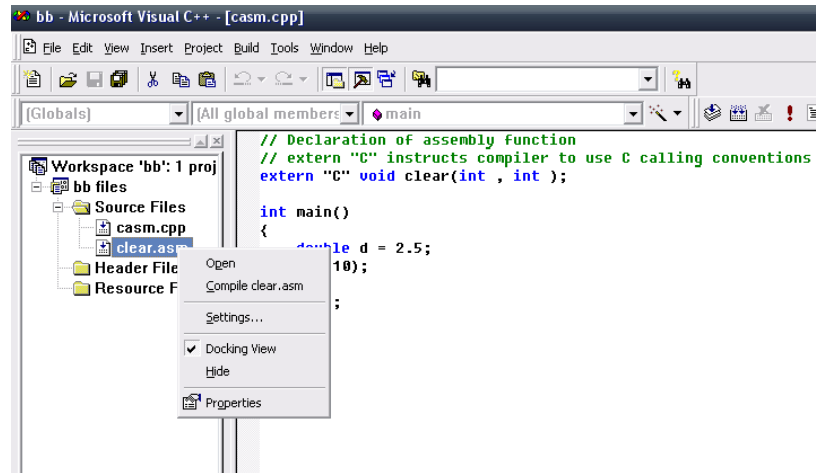 bb - Microsoft Visual C++ - [casm.cpp]
File Edit View Insert Project Build Tools Window Help
(Globals) (All global members main
Workspace 'bb': 1 proj
bb files
Source Files
casm.cpp
clear.asm
Header File
Resource F
Open
Compile clear.asm
Settings...
Docking View
Hide
Properties
// Declaration of assembly function
// extern "C" instructs compiler to use C calling conventions
extern "C" void clear(int , int );
int main()
{
double d = 2.5;
10);
;